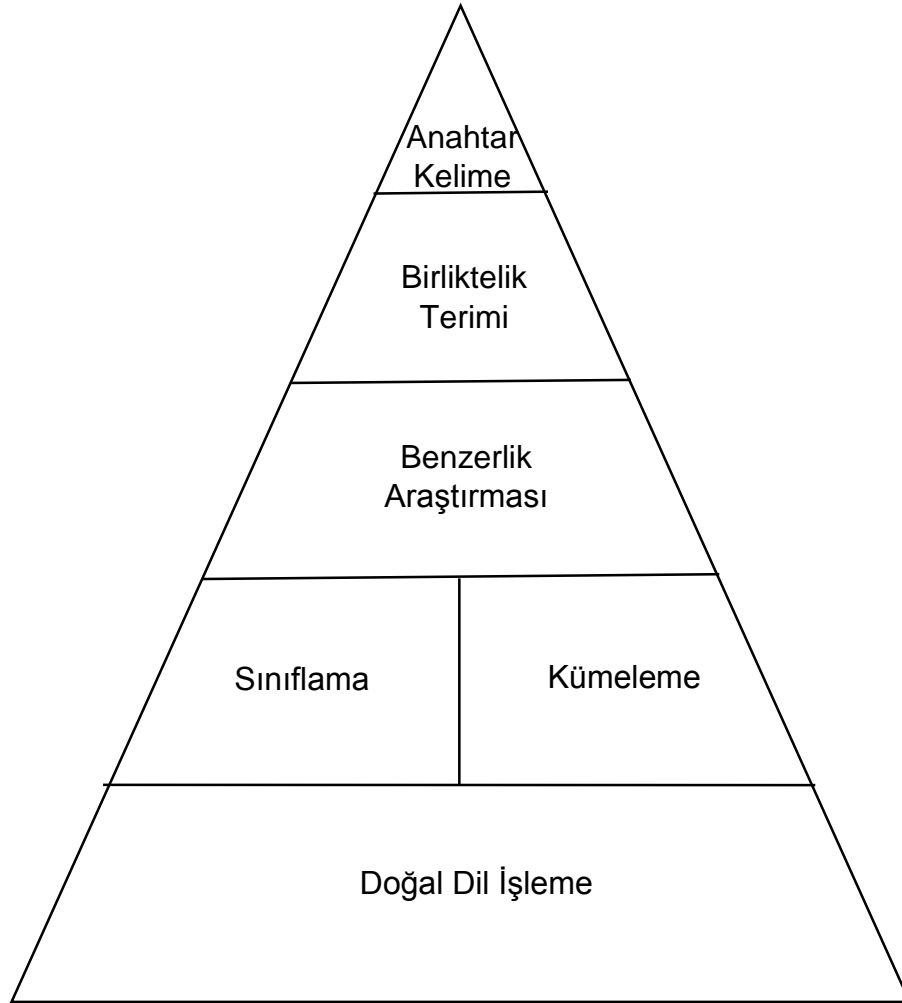 Anahtar
Kelime
Birliktelik
Terimi
Benzerlik
Araştırması
Sınıflama
Kümeleme
Doğal Dil İşleme